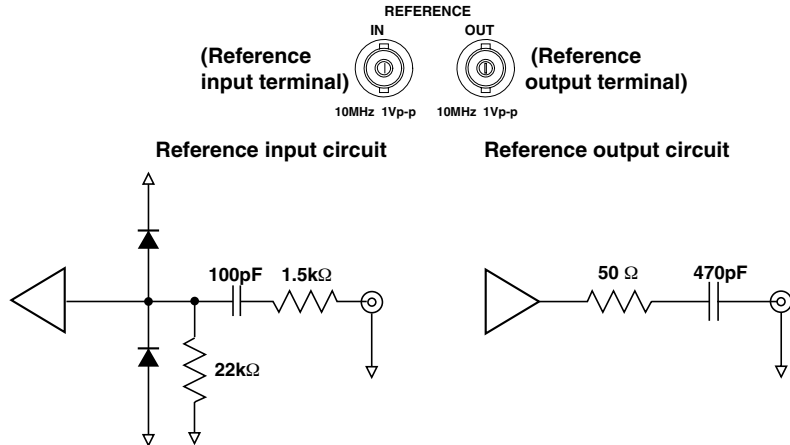 REFERENCE
IN OUT
(Reference
input terminal)
(Reference
output terminal)
10MHz 1Vp-p 10MHz 1Vp-p
Reference input circuit
Reference output circuit
100pF 1.5kΩ
22kΩ
50 Ω 470pF